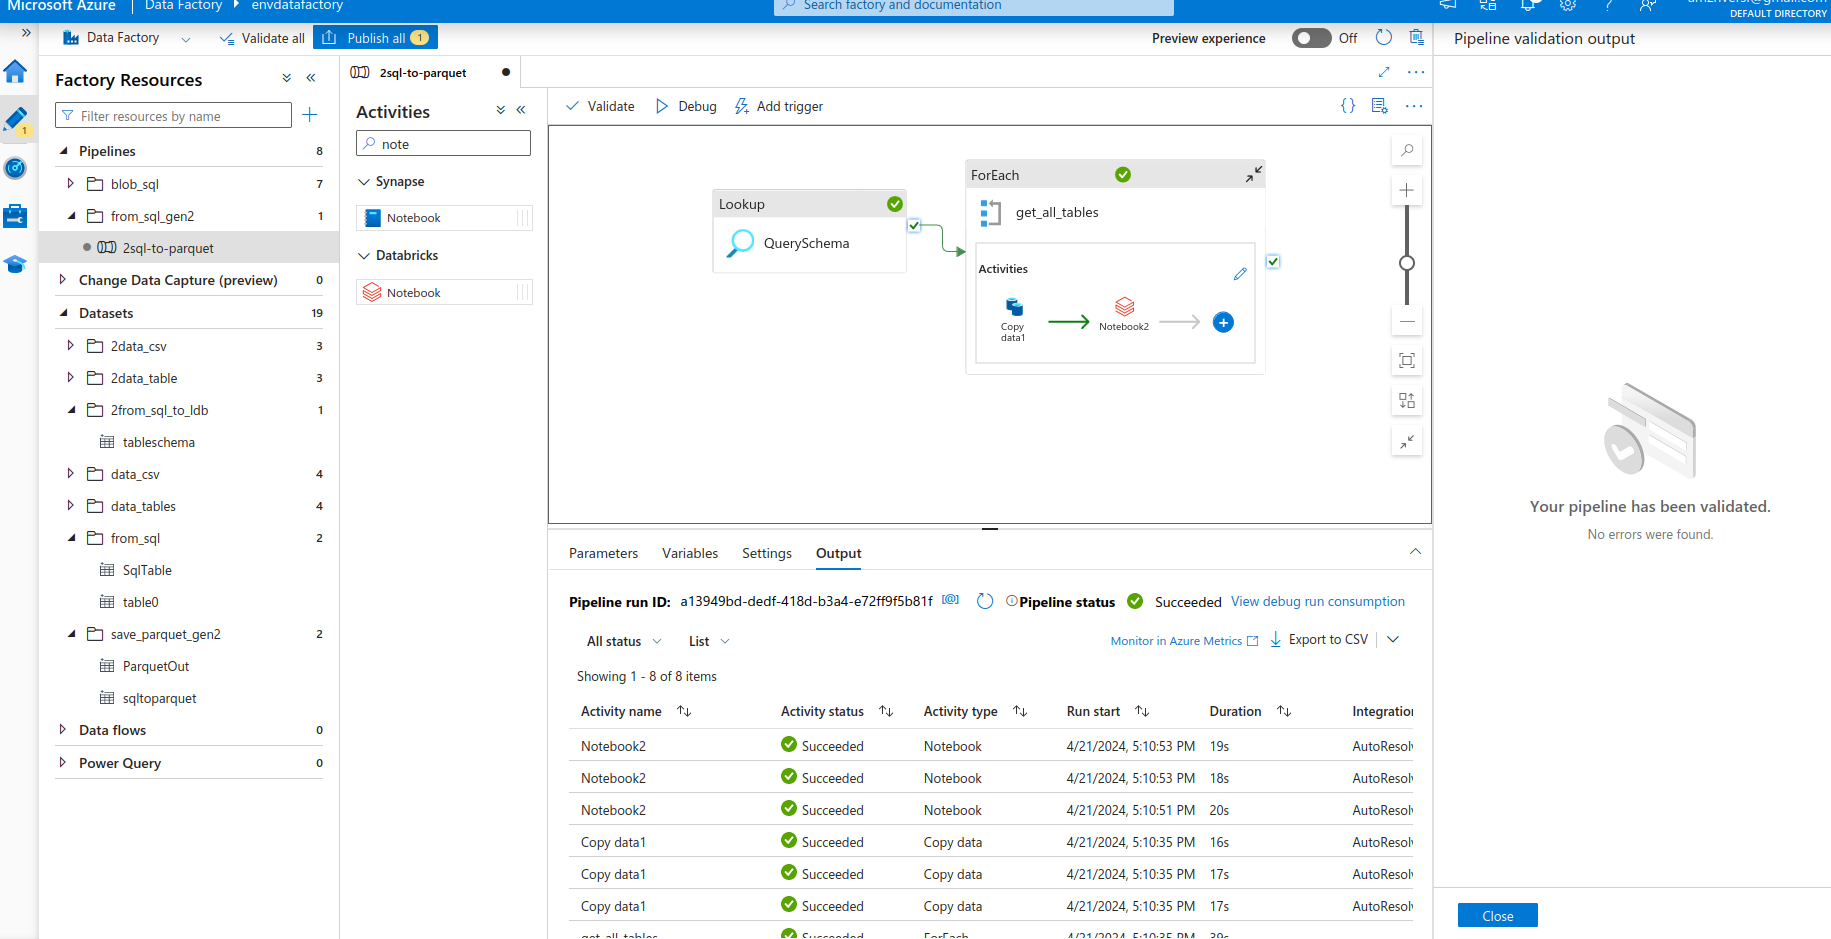 Microsoft Azure
Data Factory
envdatafactory
Search factory and documentation
DEFAULT DIRECTORY
Data Factory
Validate all
Publish all
1
Preview experience
Off
Pipeline validation output
1
Factory Resources
Filter resources by name
Pipelines 8
blob_sql 7
from_sql_gen2 1
2sql-to-parquet
Change Data Capture (preview) 0
Datasets 19
2data_csv 3
2data_table 3
2from_sql_to_ldb 1
tableschema
data_csv 4
data_tables 4
from_sql 2
SqlTable
table0
save_parquet_gen2 2
ParquetOut
sqltoparquet
Data flows 0
Power Query 0
2sql-to-parquet
Activities
note
Synapse
Notebook
Databricks
Notebook
Validate
Debug
Add trigger
{}
Lookup
QuerySchema
ForEach
get_all_tables
Activities
Copy
data1
Notebook2
Parameters
Variables
Settings
Output
Pipeline run ID: a13949bd-dedf-418d-b3a4-e72ff9f5b81f
Pipeline status
Succeeded
View debug run consumption
All status
List
Monitor in Azure Metrics
Export to CSV
Showing 1 - 8 of 8 items
Activity name Activity status Activity type Run start Duration
Notebook2 Succeeded Notebook 4/21/2024, 5:10:53 PM 19s
Notebook2 Succeeded Notebook 4/21/2024, 5:10:53 PM 18s
Notebook2 Succeeded Notebook 4/21/2024, 5:10:51 PM 20s
Copy data1 Succeeded Copy data 4/21/2024, 5:10:35 PM 16s
Copy data1 Succeeded Copy data 4/21/2024, 5:10:35 PM 17s
Copy data1 Succeeded Copy data 4/21/2024, 5:10:35 PM 17s
get_all_tables Succeeded ForEach 4/21/2024, 5:10:35 PM 39s
Your pipeline has been validated.
No errors were found.
Close